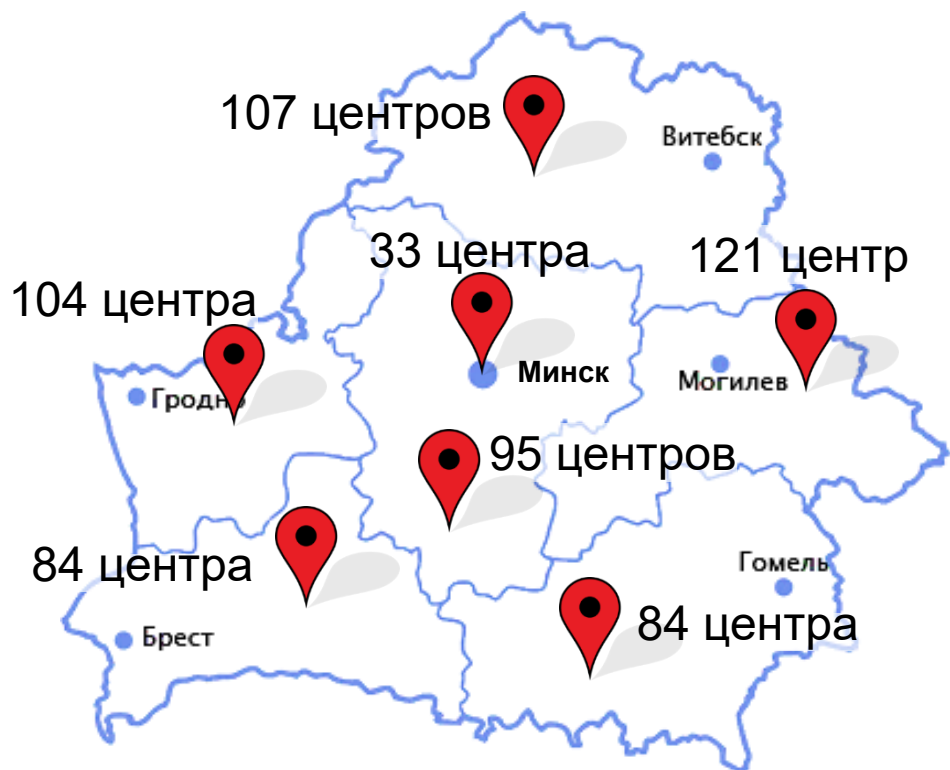 107 центров
Витебск
33 центра
121 центр
104 центра
Минск
Могилев
Гродно
95 центров
84 центра
Гомель
84 центра
Брест